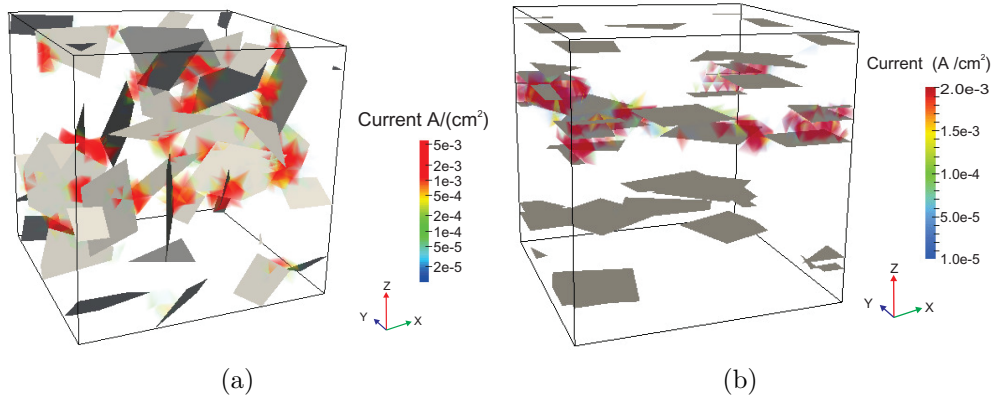 Current A/(cm²)
5e-3
2e-3
1e-3
5e-4
2e-4
1e-4
5e-5
2e-5
Z
Y
X
(a)
Current (A /cm²)
2.0e-3
1.5e-3
1.0e-4
5.0e-5
1.0e-5
Z
Y
X
(b)